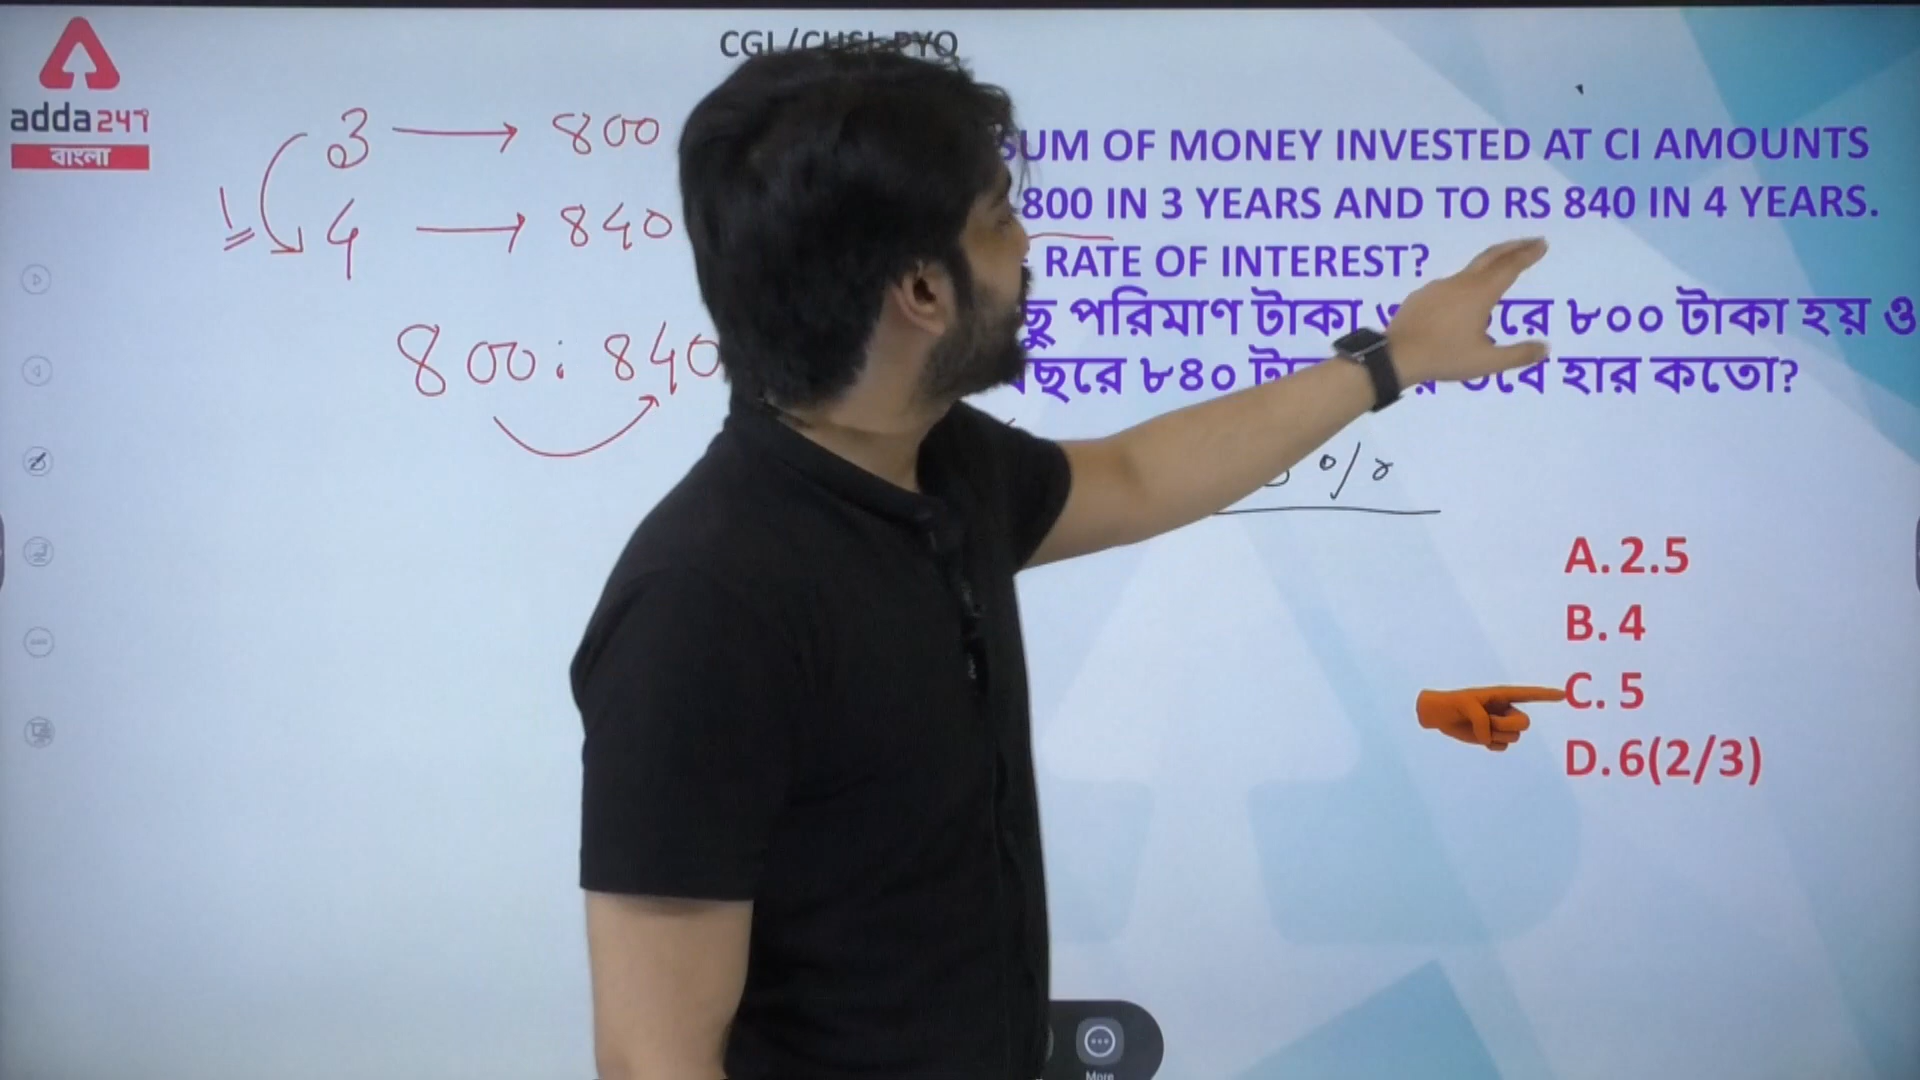 adda247
বাংলা
CGL/CHSL PYQ
3 → 800
1 4 → 840
800 : 840
SUM OF MONEY INVESTED AT CI AMOUNTS
800 IN 3 YEARS AND TO RS 840 IN 4 YEARS.
RATE OF INTEREST?
পরিমাণ টাকা ৮০০ টাকা হয় ও
বছরে ৮৪০ হার কতো?
A. 2.5
B. 4
C. 5
D. 6(2/3)
More